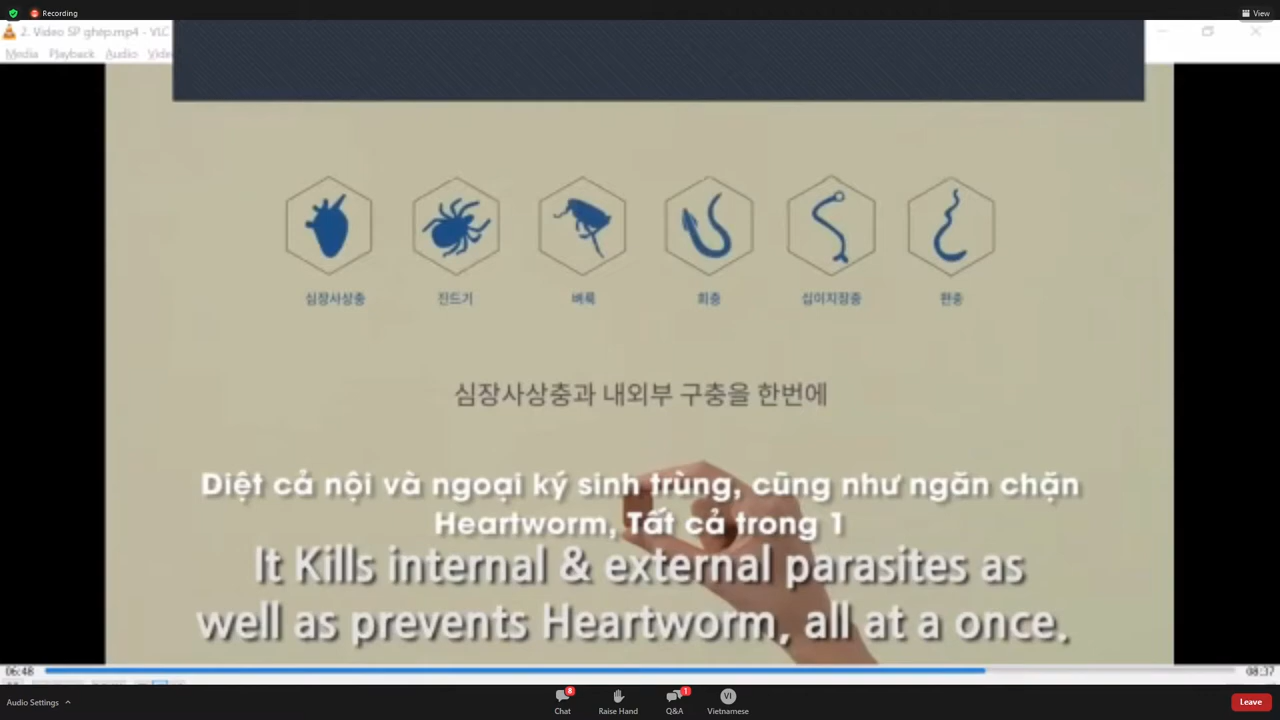 Recording
View
2. Video SP ghép.mp4 - VLC
Media Playback Audio Vide
심장사상충 진드기 벼룩 회충 십이지장충 편충
심장사상충과 내외부 구충을 한번에
Diệt cả nội và ngoại ký sinh trùng, cũng như ngăn chặn
Heartworm, Tất cả trong 1
It Kills internal & external parasites as
well as prevents Heartworm, all at a once.
06:48 08:37
Audio Settings
8 1 VI
Chat Raise Hand Q&A Vietnamese Leave